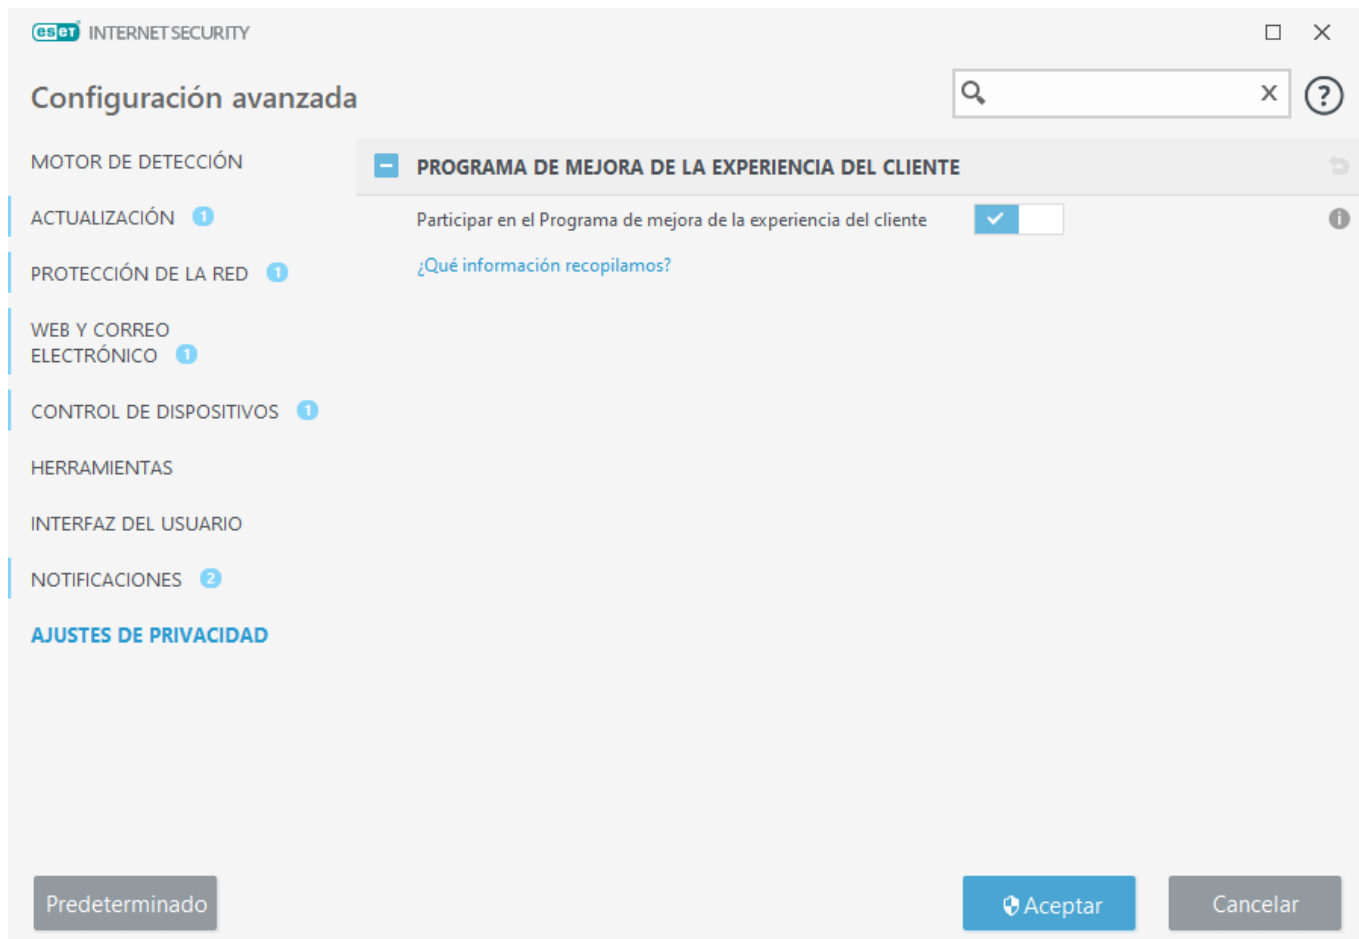 eset INTERNET SECURITY
Configuración avanzada
X
?
MOTOR DE DETECCIÓN
ACTUALIZACIÓN 1
PROTECCIÓN DE LA RED 1
WEB Y CORREO
ELECTRÓNICO 1
CONTROL DE DISPOSITIVOS 1
HERRAMIENTAS
INTERFAZ DEL USUARIO
NOTIFICACIONES 2
AJUSTES DE PRIVACIDAD
PROGRAMA DE MEJORA DE LA EXPERIENCIA DEL CLIENTE
Participar en el Programa de mejora de la experiencia del cliente
¿Qué información recopilamos?
Predeterminado
Aceptar
Cancelar